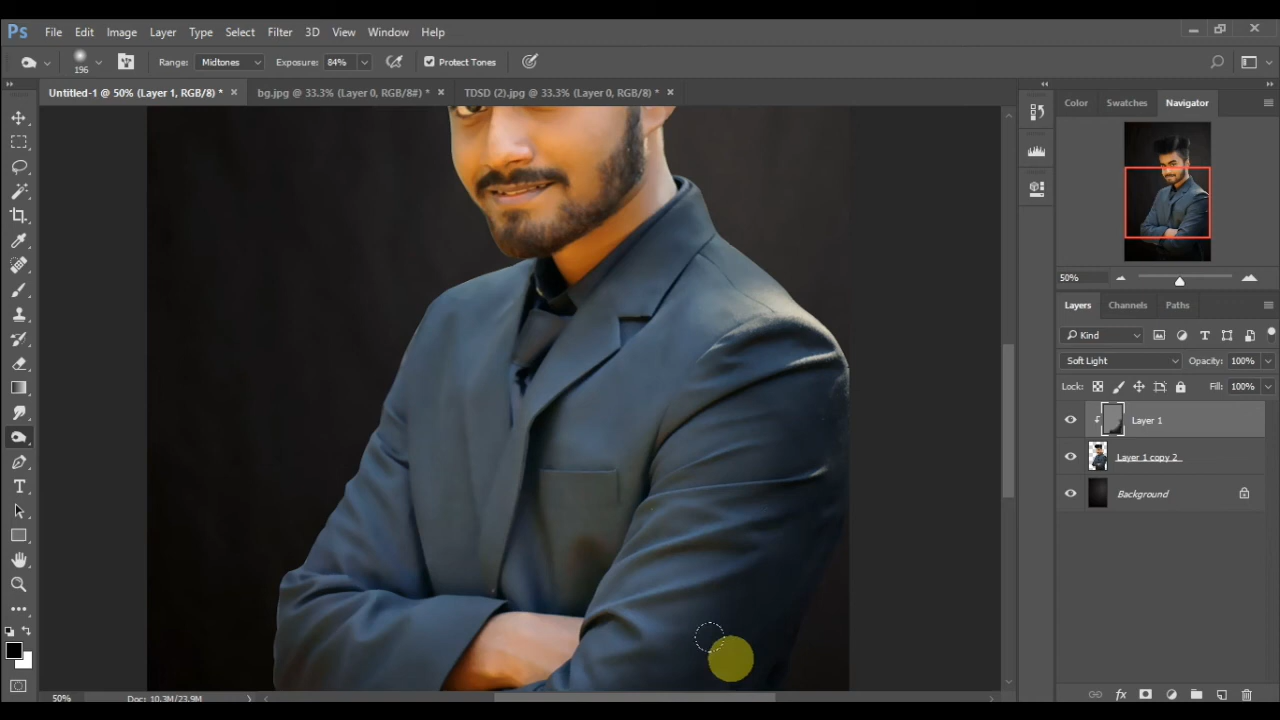 Ps File Edit Image Layer Type Select Filter 3D View Window Help
196 Range: Midtones Exposure: 84% Protect Tones
Untitled-1 @ 50% (Layer 1, RGB/8) * × bg.jpg @ 33.3% (Layer 0, RGB/8#) * × TDSD (2).jpg @ 33.3% (Layer 0, RGB/8) * ×
Color Swatches Navigator
50%
Layers Channels Paths
Kind
Soft Light Opacity: 100%
Lock: Fill: 100%
Layer 1
Layer 1 copy 2
Background
50% Doc: 10.3M/23.9M